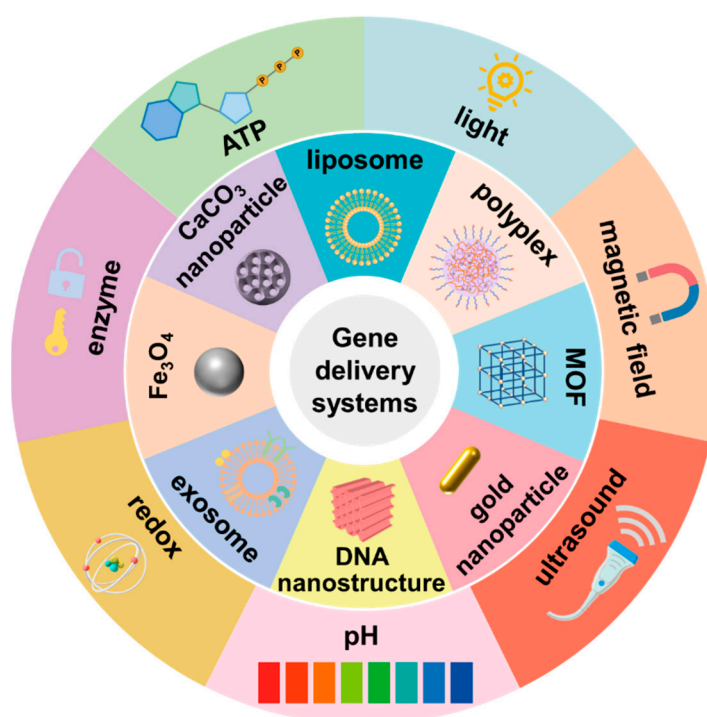 ATP
P P P
light
magnetic field
ultrasound
pH
redox
enzyme
liposome
polyplex
MOF
gold
nanoparticle
DNA
nanostructure
exosome
Fe₃O₄
CaCO₃
nanoparticle
Gene
delivery
systems